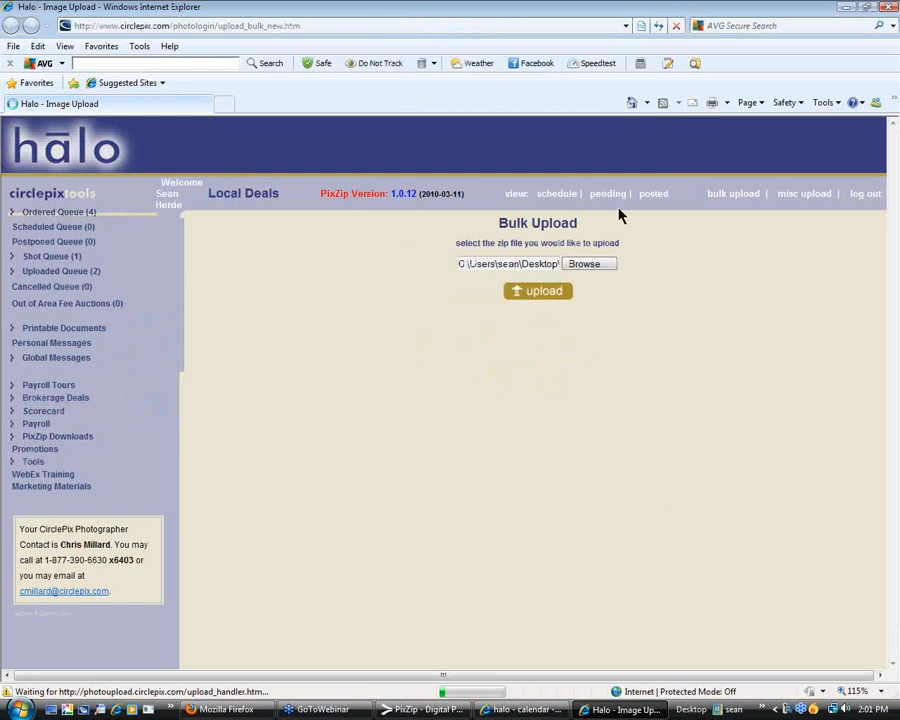 Halo - Image Upload - Windows Internet Explorer
http://www.circlepix.com/photologin/upload_bulk_new.htm
AVG Secure Search
File Edit View Favorites Tools Help
AVG Search Safe Do Not Track Weather Facebook Speedtest
Favorites Suggested Sites
Halo - Image Upload Page Safety Tools
hālo
circlepixtools
Welcome
Sean
Herde
Local Deals
PixZip Version: 1.0.12 (2010-03-11)
view: schedule | pending | posted
bulk upload | misc upload | log out
Ordered Queue (4)
Scheduled Queue (0)
Postponed Queue (0)
Shot Queue (1)
Uploaded Queue (2)
Cancelled Queue (0)
Out of Area Fee Auctions (0)
Printable Documents
Personal Messages
Global Messages
Payroll Tours
Brokerage Deals
Scorecard
Payroll
PixZip Downloads
Promotions
Tools
WebEx Training
Marketing Materials
Your CirclePix Photographer
Contact is Chris Millard. You may
call at 1-877-390-6630 x6403 or
you may email at
cmillard@circlepix.com.
Bulk Upload
select the zip file you would like to upload
C:\Users\sean\Desktop\ Browse
upload
Waiting for http://photoupload.circlepix.com/upload_handler.htm...
Internet | Protected Mode: Off
115%
Mozilla Firefox
GoToWebinar
PixZip - Digital P...
halo - calendar -...
Halo - Image Up...
Desktop
sean
2:01 PM